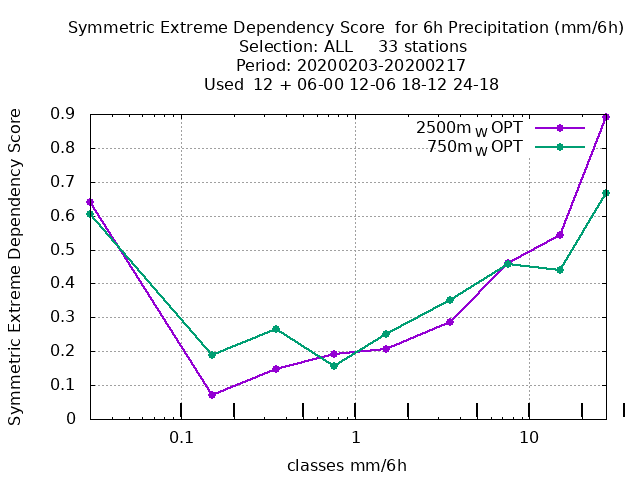 Symmetric Extreme Dependency Score  for 6h Precipitation (mm/6h)
Selection: ALL     33 stations
Period: 20200203-20200217
Used  12 + 06-00 12-06 18-12 24-18
Symmetric Extreme Dependency Score
0.9
0.8
0.7
0.6
0.5
0.4
0.3
0.2
0.1
0
2500m W OPT
750m W OPT
0.1
1
10
classes mm/6h